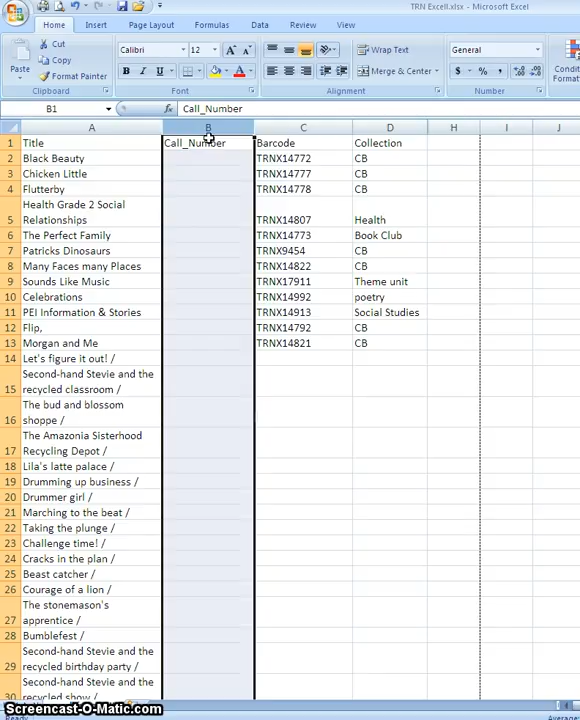 TRN Excell.xlsx - Microsoft Excel
Home Insert Page Layout Formulas Data Review View
Cut
Copy
Paste
Format Painter
Calibri 12 A A
B I U A
Wrap Text
Merge & Center
General
$ % ,
Conditi
Form
Clipboard Font Alignment Number
B1 fx Call_Number
A B C D H I J
1 Title Call_Number Barcode Collection
2 Black Beauty TRNX14772 CB
3 Chicken Little TRNX14777 CB
4 Flutterby TRNX14778 CB
Health Grade 2 Social
5 Relationships TRNX14807 Health
6 The Perfect Family TRNX14773 Book Club
7 Patricks Dinosaurs TRNX9454 CB
8 Many Faces many Places TRNX14822 CB
9 Sounds Like Music TRNX17911 Theme unit
10 Celebrations TRNX14992 poetry
11 PEI Information & Stories TRNX14913 Social Studies
12 Flip, TRNX14792 CB
13 Morgan and Me TRNX14821 CB
14 Let's figure it out! /
Second-hand Stevie and the
15 recycled classroom /
The bud and blossom
16 shoppe /
The Amazonia Sisterhood
17 Recycling Depot /
18 Lila's latte palace /
19 Drumming up business /
20 Drummer girl /
21 Marching to the beat /
22 Taking the plunge /
23 Challenge time! /
24 Cracks in the plan /
25 Beast catcher /
26 Courage of a lion /
The stonemason's
27 apprentice /
28 Bumblefest /
Second-hand Stevie and the
29 recycled birthday party /
Second-hand Stevie and the
30 recycled show /
Screencast-O-Matic.com
Ready Average: